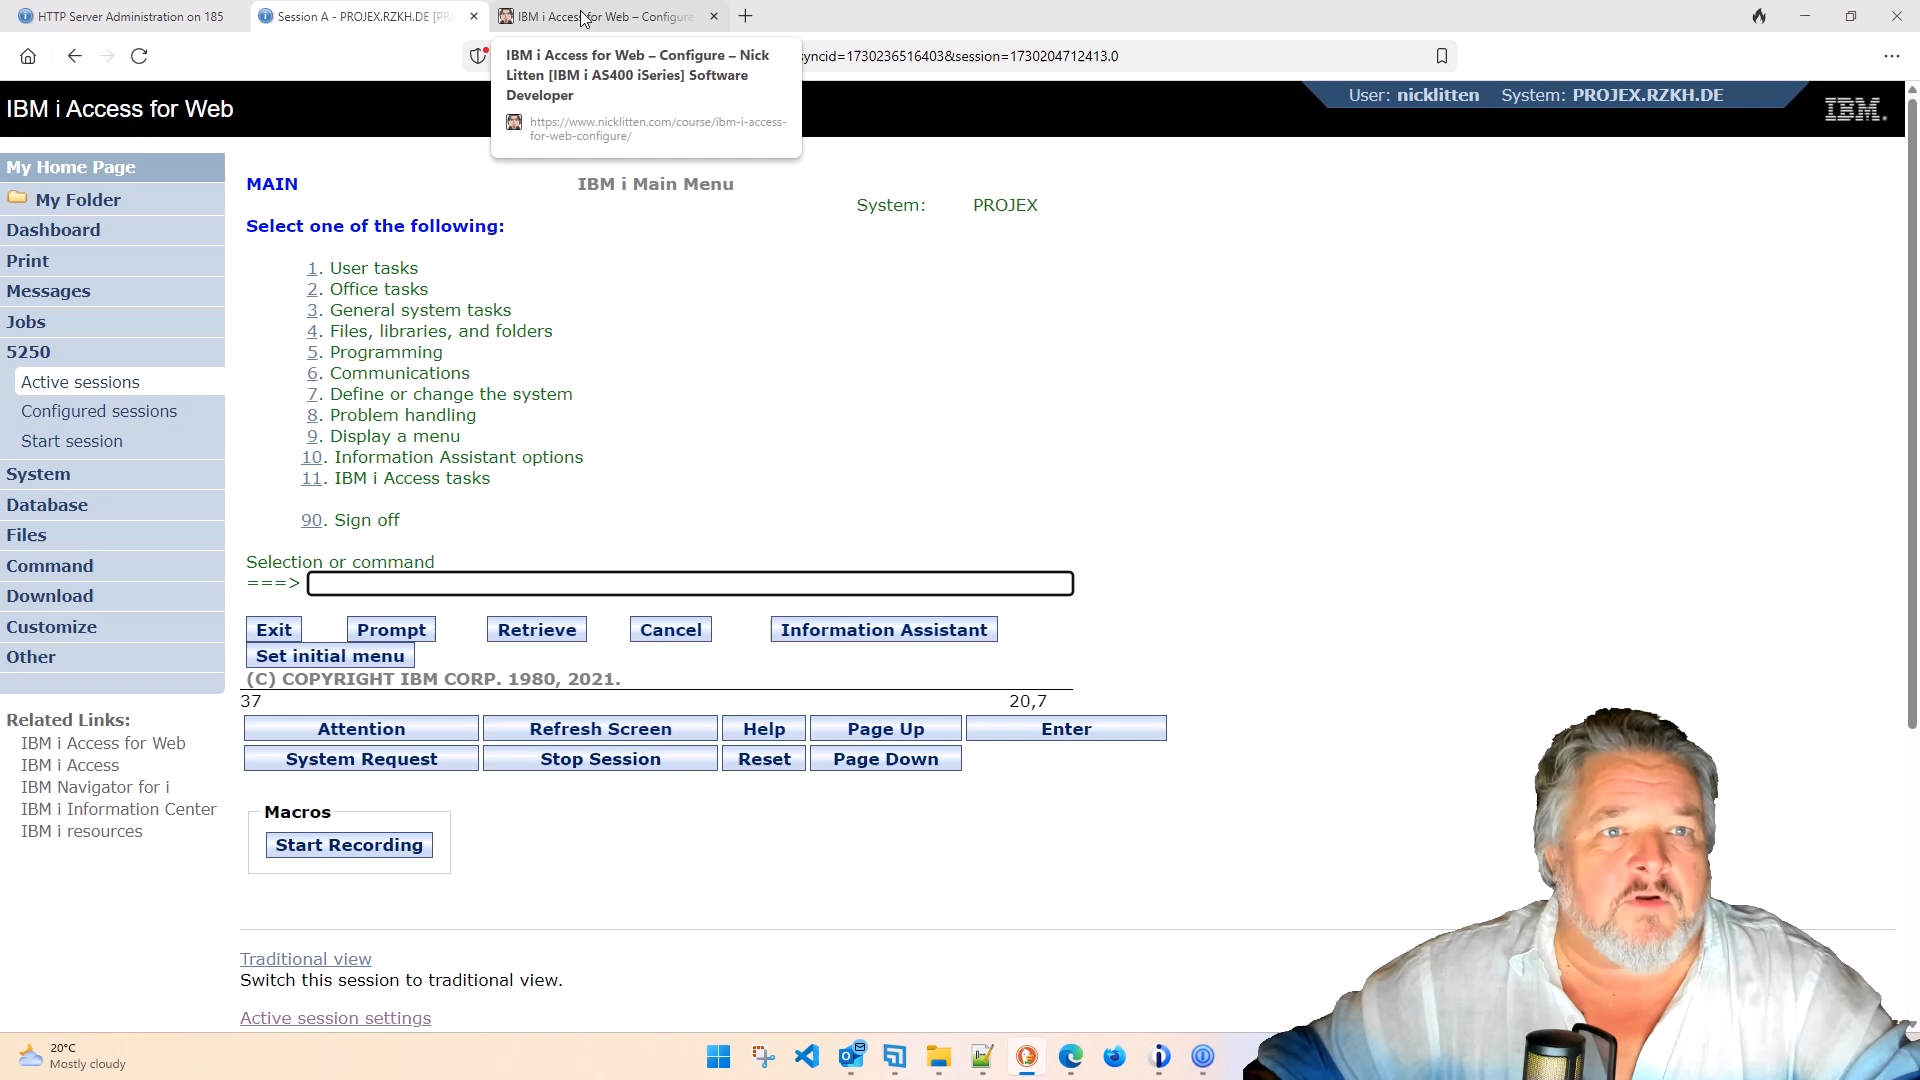 HTTP Server Administration on 185
Session A - PROJEX.RZKH.DE [PRO
IBM i Access for Web – Configure
syncid=1730236516403&session=1730204712413.0
IBM i Access for Web – Configure – Nick
Litten [IBM i AS400 iSeries] Software
Developer
https://www.nicklitten.com/course/ibm-i-access-
for-web-configure/
IBM i Access for Web
User: nicklitten System: PROJEX.RZKH.DE
IBM.
My Home Page
My Folder
Dashboard
Print
Messages
Jobs
5250
Active sessions
Configured sessions
Start session
System
Database
Files
Command
Download
Customize
Other
Related Links:
IBM i Access for Web
IBM i Access
IBM Navigator for i
IBM i Information Center
IBM i resources
MAIN IBM i Main Menu
System: PROJEX
Select one of the following:
1. User tasks
2. Office tasks
3. General system tasks
4. Files, libraries, and folders
5. Programming
6. Communications
7. Define or change the system
8. Problem handling
9. Display a menu
10. Information Assistant options
11. IBM i Access tasks
90. Sign off
Selection or command
===>
Exit Prompt Retrieve Cancel Information Assistant
Set initial menu
(C) COPYRIGHT IBM CORP. 1980, 2021.
37 20,7
Attention Refresh Screen Help Page Up Enter
System Request Stop Session Reset Page Down
Macros
Start Recording
Traditional view
Switch this session to traditional view.
Active session settings
20°C
Mostly cloudy